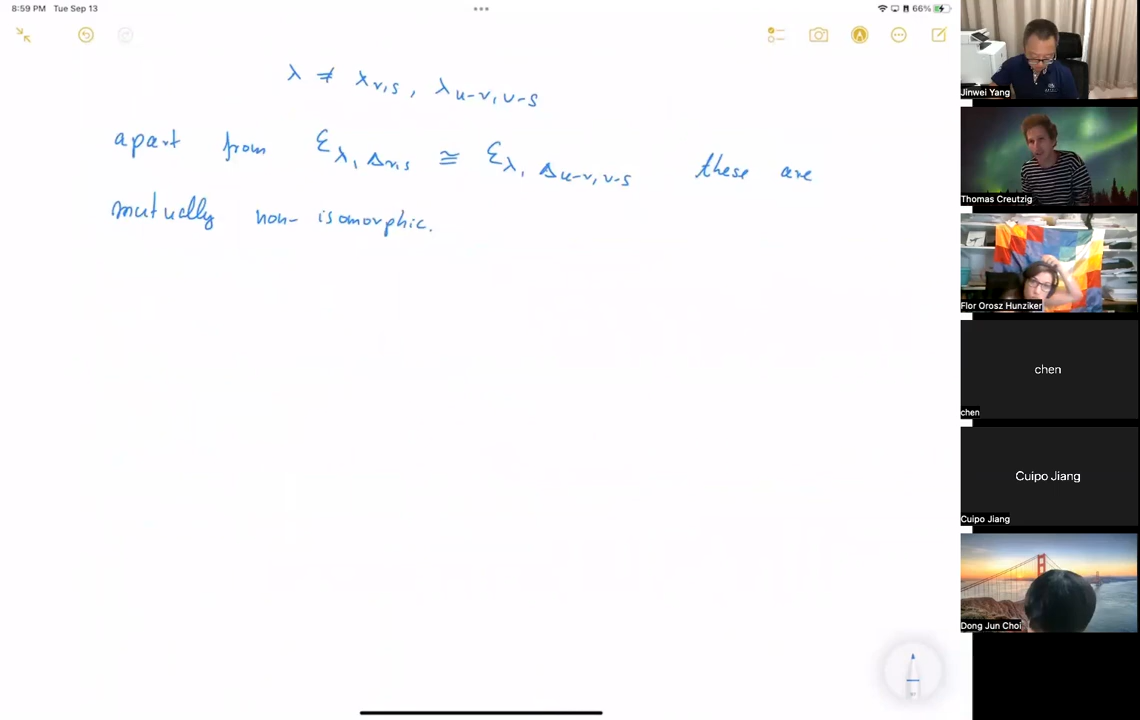 8:59 PM Tue Sep 13
66%
λ ≠ λ_{r,s}, λ_{u-r,v-s}
apart from ℰ_{λ, Δ_{r,s}} ≅ ℰ_{λ, Δ_{u-r,v-s}} these are
mutually non-isomorphic.
Jinwei Yang
Thomas Creutzig
Flor Orosz Hunziker
chen
chen
Cuipo Jiang
Cuipo Jiang
Dong Jun Choi